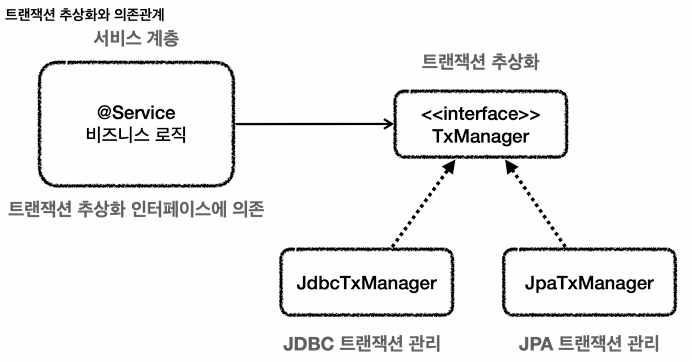 트랜잭션 추상화와 의존관계
서비스 계층
트랜잭션 추상화
@Service
비즈니스 로직
<<interface>>
TxManager
트랜잭션 추상화 인터페이스에 의존
JdbcTxManager
JpaTxManager
JDBC 트랜잭션 관리
JPA 트랜잭션 관리